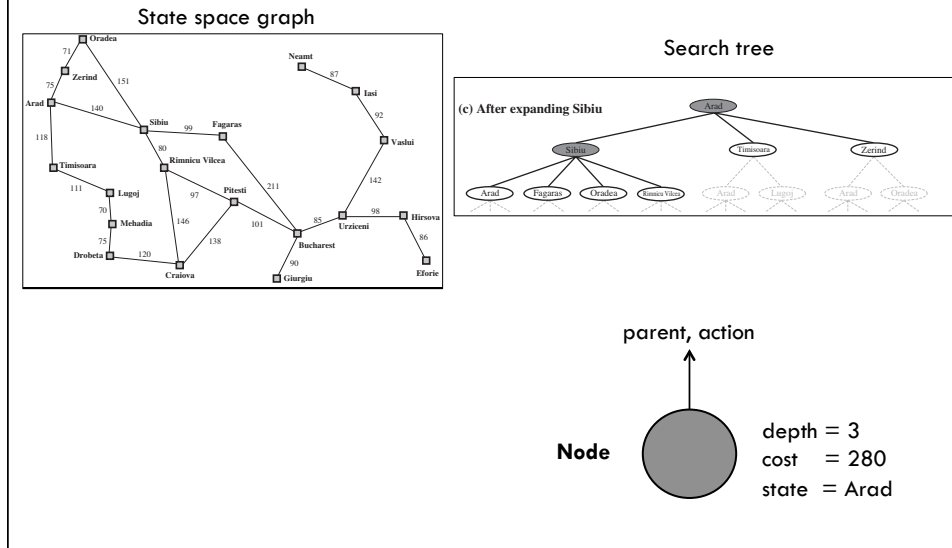 State space graph
Oradea
71
Neamt
Zerind
87
151
75
Iasi
Arad
140
92
Sibiu
99
Fagaras
118
Vaslui
80
Rimnicu Vilcea
Timisoara
142
111
211
Lugoj
97
Pitesti
70
98
Hirsova
85
146
Mehadia
101
Urziceni
86
75
138
Bucharest
Drobeta
120
90
Craiova
Giurgiu
Eforie
Search tree
(c) After expanding Sibiu
Arad
Sibiu
Timisoara
Zerind
Arad
Fagaras
Oradea
Rimnicu Vilcea
Arad
Lugoj
Arad
Oradea
parent, action
Node
depth = 3
cost = 280
state = Arad